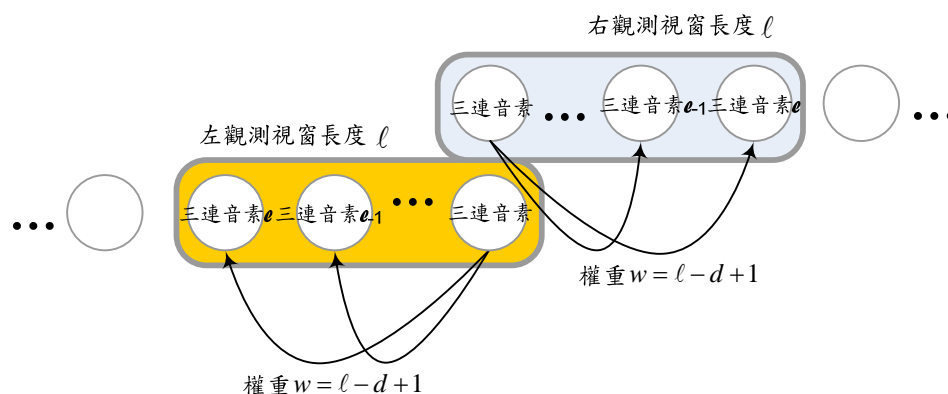 右觀測視窗長度 ℓ
三連音素 ... 三連音素ℓ-1 三連音素ℓ ...
左觀測視窗長度 ℓ
... 三連音素ℓ 三連音素ℓ-1 ... 三連音素
權重 w = ℓ − d + 1
權重 w = ℓ − d + 1